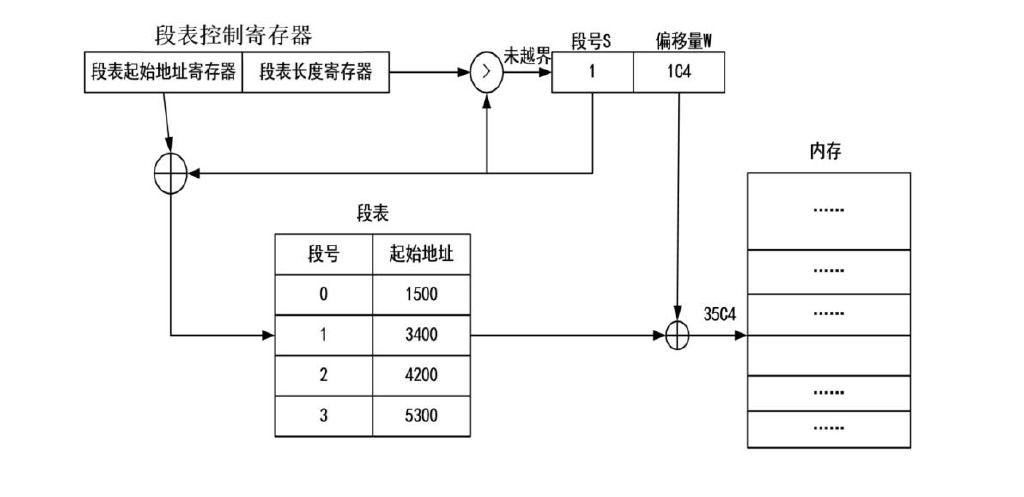 段表控制寄存器
段表起始地址寄存器 段表长度寄存器
>
未越界
段号S 偏移量W
1 1C4
内存
......
......
......
......
......
段表
段号 起始地址
0 1500
1 3400
2 4200
3 5300
35C4